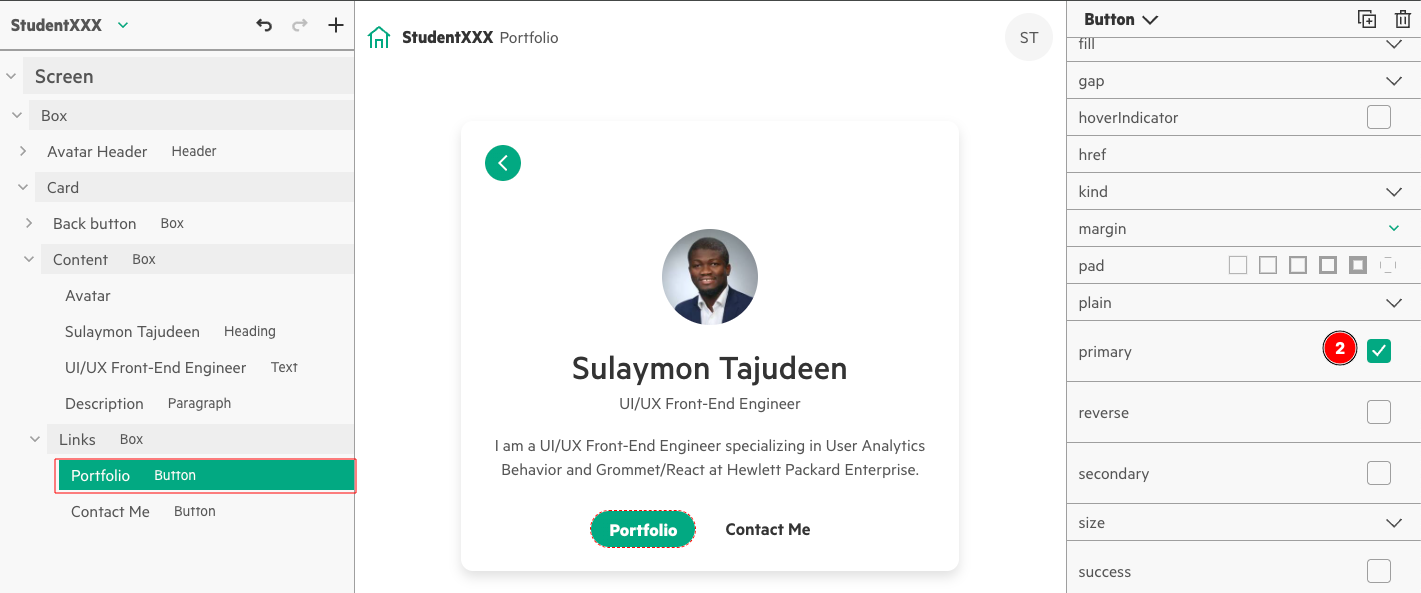 StudentXXX
Screen
Box
Avatar Header Header
Card
Back button Box
Content Box
Avatar
Sulaymon Tajudeen Heading
UI/UX Front-End Engineer Text
Description Paragraph
Links Box
Portfolio Button
Contact Me Button
StudentXXX Portfolio
ST
Sulaymon Tajudeen
UI/UX Front-End Engineer
I am a UI/UX Front-End Engineer specializing in User Analytics
Behavior and Grommet/React at Hewlett Packard Enterprise.
Portfolio Contact Me
Button
fill
gap
hoverIndicator
href
kind
margin
pad
plain
primary 2
reverse
secondary
size
success